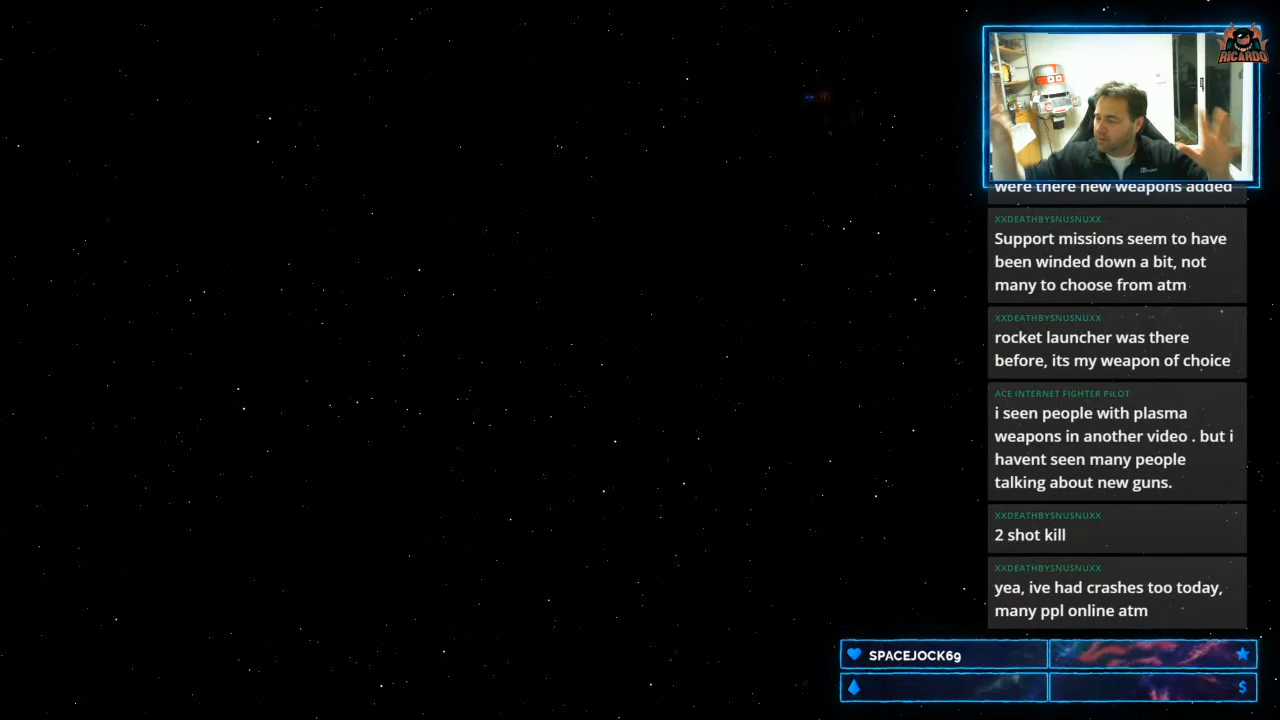 RICARDO
were there new weapons added
XXDEATHBYSNUSNUXX
Support missions seem to have
been winded down a bit, not
many to choose from atm
XXDEATHBYSNUSNUXX
rocket launcher was there
before, its my weapon of choice
ACE INTERNET FIGHTER PILOT
i seen people with plasma
weapons in another video . but i
havent seen many people
talking about new guns.
XXDEATHBYSNUSNUXX
2 shot kill
XXDEATHBYSNUSNUXX
yea, ive had crashes too today,
many ppl online atm
SPACEJOCK69
$